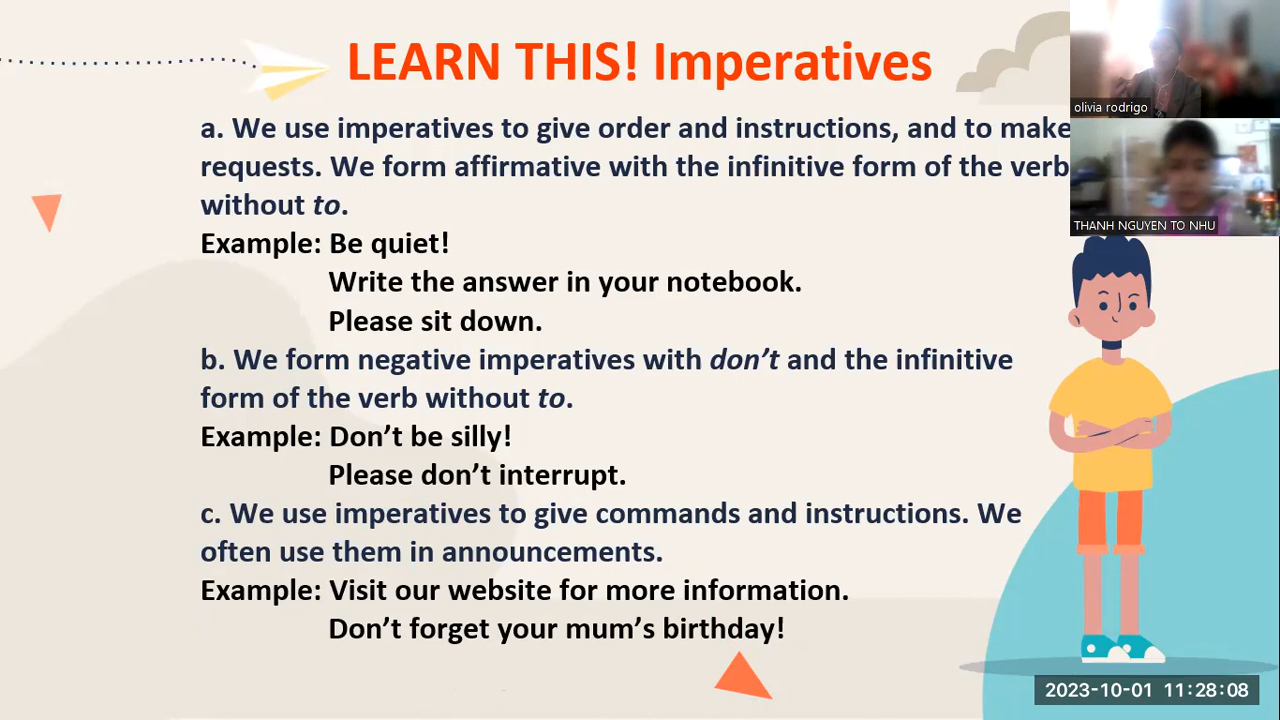 LEARN THIS! Imperatives
olivia rodrigo
a. We use imperatives to give order and instructions, and to make
requests. We form affirmative with the infinitive form of the verb
without to.
THANH NGUYEN TO NHU
Example: Be quiet!
Write the answer in your notebook.
Please sit down.
b. We form negative imperatives with don’t and the infinitive
form of the verb without to.
Example: Don’t be silly!
Please don’t interrupt.
c. We use imperatives to give commands and instructions. We
often use them in announcements.
Example: Visit our website for more information.
Don’t forget your mum’s birthday!
2023-10-01 11:28:08